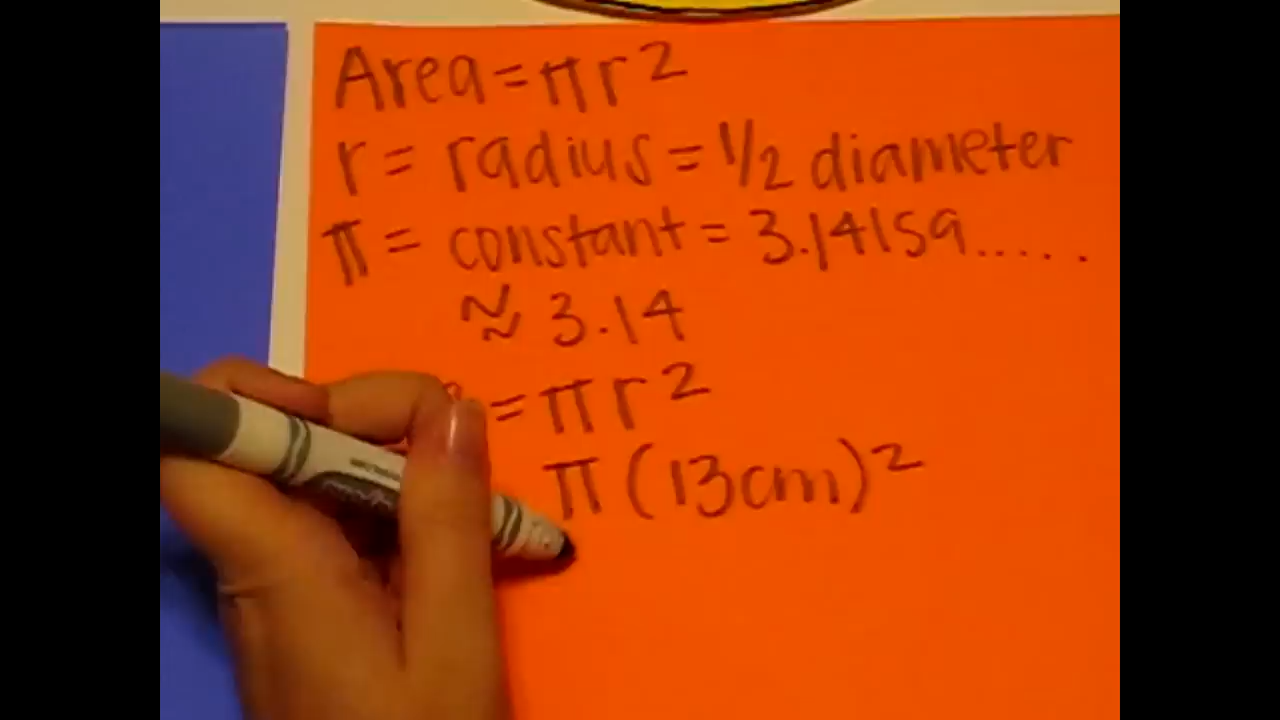 Area = πr²
r = radius = 1/2 diameter
π = constant = 3.14159.....
≈ 3.14
= πr²
π (13cm)²